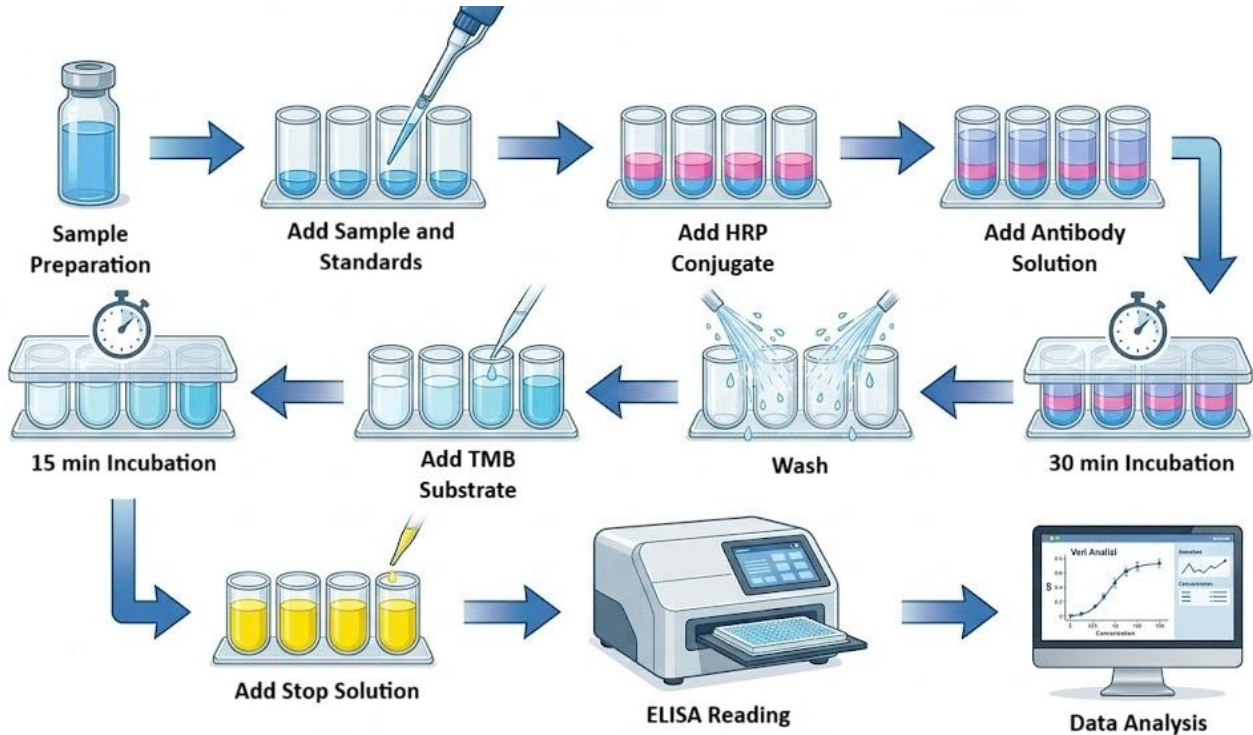 Sample
Preparation
Add Sample and
Standards
Add HRP
Conjugate
Add Antibody
Solution
15 min Incubation
Add TMB
Substrate
Wash
30 min Incubation
Add Stop Solution
ELISA Reading
Veri Analizi
S
Data Analysis